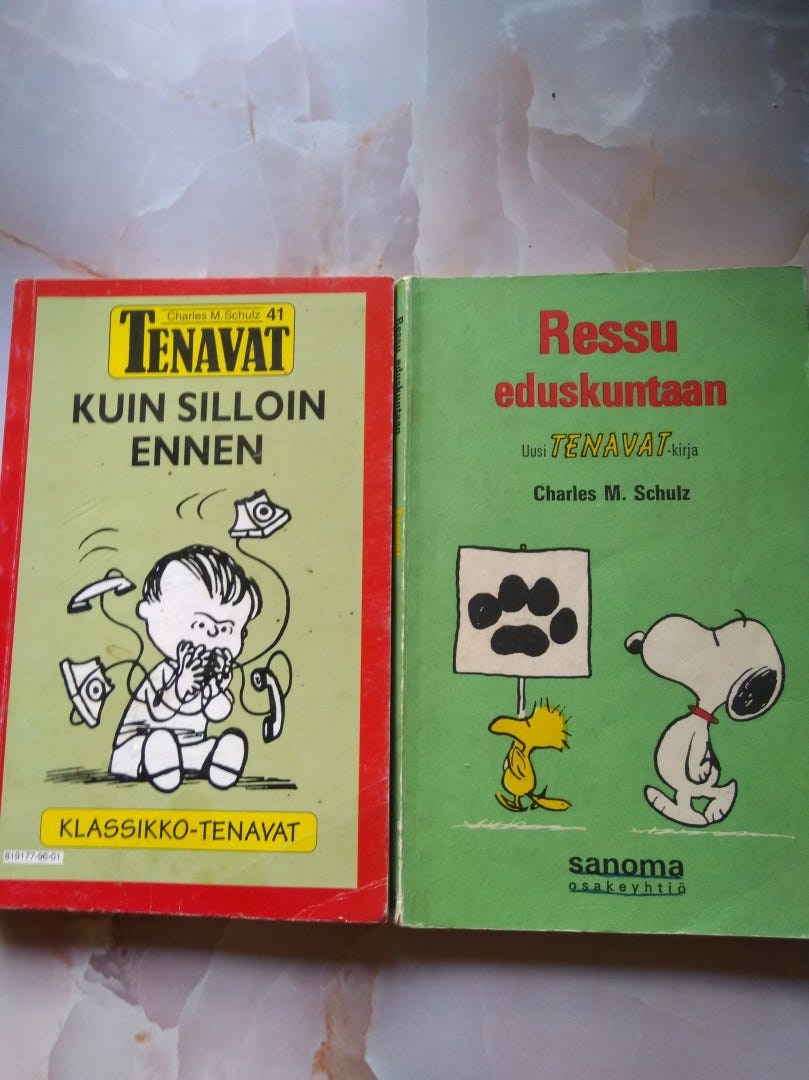 Charles M. Schulz 41
TENAVAT
KUIN SILLOIN
ENNEN
KLASSIKKO-TENAVAT
819177-96-01
Ressu eduskuntaan
Ressu
eduskuntaan
Uusi TENAVAT-kirja
Charles M. Schulz
sanoma
osakeyhtiö